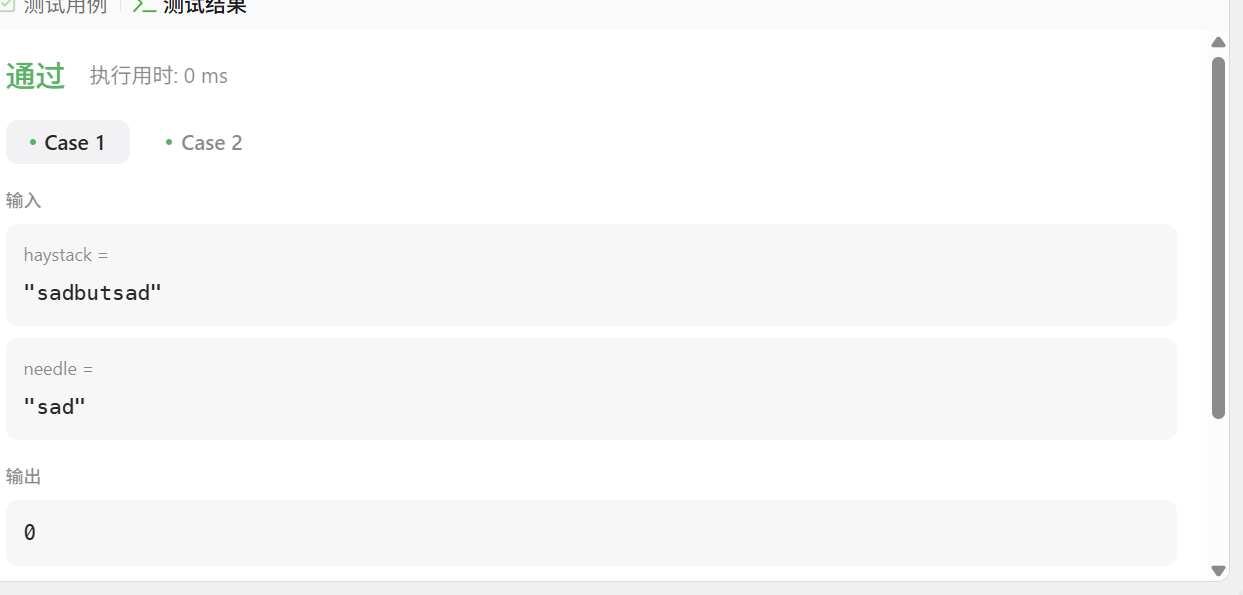 测试用例 测试结果
通过 执行用时: 0 ms
Case 1 Case 2
输入
haystack =
"sadbutsad"
needle =
"sad"
输出
0